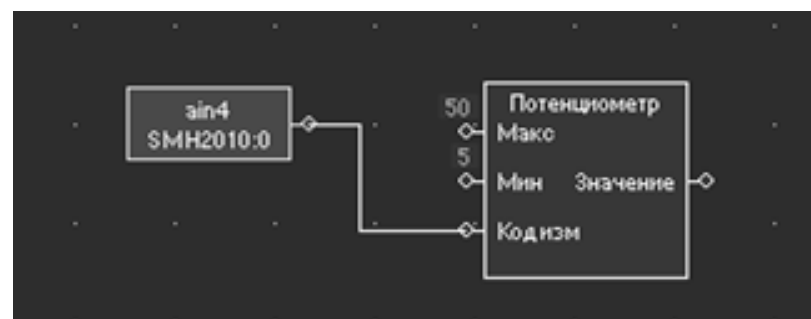 ain4
SMH2010:0
50
Потенциометр
Макс
5
Мин Значение
Код изм